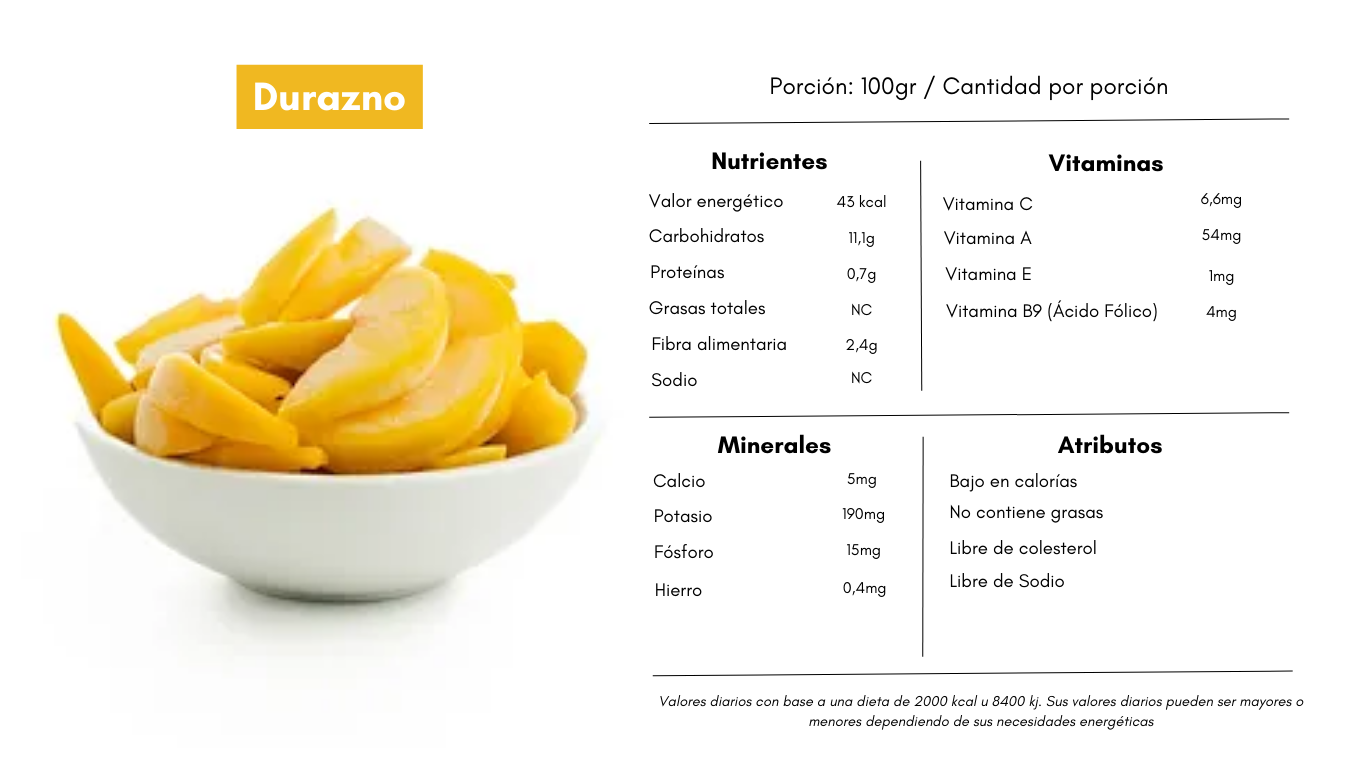 Durazno
Porción: 100gr / Cantidad por porción
Nutrientes
Valor energético 43 kcal
Carbohidratos 11,1g
Proteínas 0,7g
Grasas totales NC
Fibra alimentaria 2,4g
Sodio NC
Vitaminas
Vitamina C 6,6mg
Vitamina A 54mg
Vitamina E 1mg
Vitamina B9 (Ácido Fólico) 4mg
Minerales
Calcio 5mg
Potasio 190mg
Fósforo 15mg
Hierro 0,4mg
Atributos
Bajo en calorías
No contiene grasas
Libre de colesterol
Libre de Sodio
Valores diarios con base a una dieta de 2000 kcal u 8400 kj. Sus valores diarios pueden ser mayores o
menores dependiendo de sus necesidades energéticas